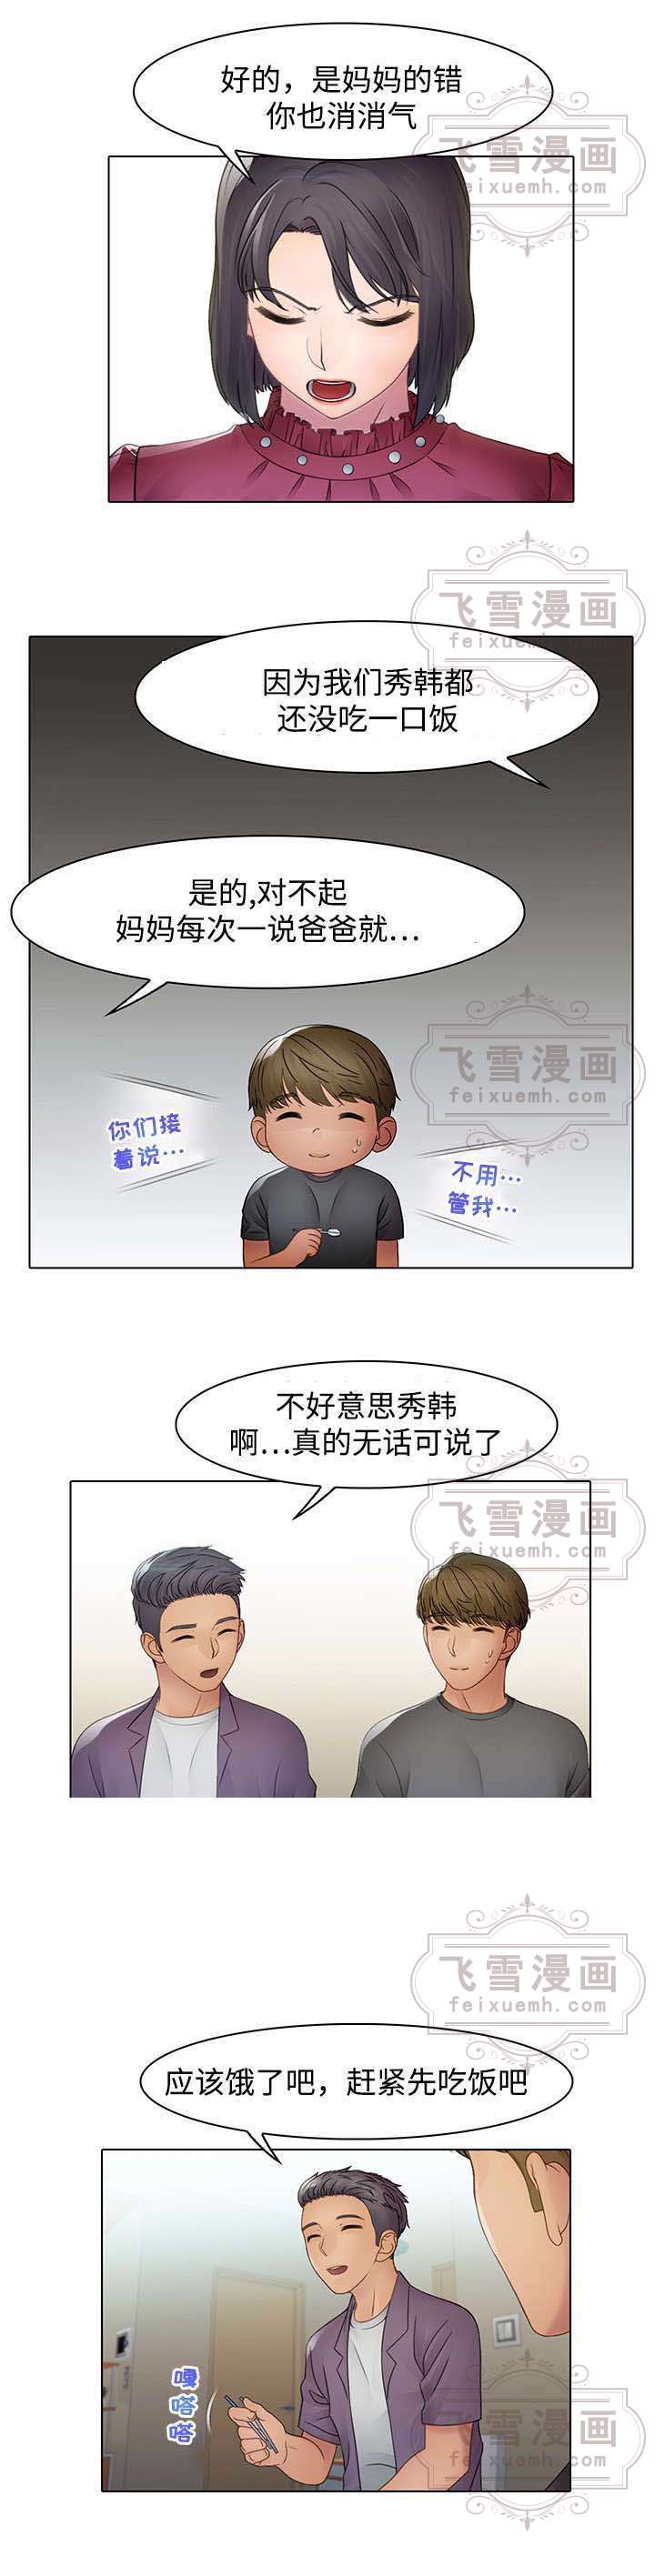 好的，是妈妈的错
你也消消气
飞雪漫画
feixuemh.com
飞雪漫画
feixuemh.com
因为我们秀韩都
还没吃一口饭
是的,对不起
妈妈每次一说爸爸就...
飞雪漫画
feixuemh.com
你们接
着说…
不用…
管我…
不好意思秀韩
啊...真的无话可说了
飞雪漫画
feixuemh.com
飞雪漫画
feixuemh.com
应该饿了吧，赶紧先吃饭吧
嘎
嗒
嗒
飞雪漫画
feixuemh.com